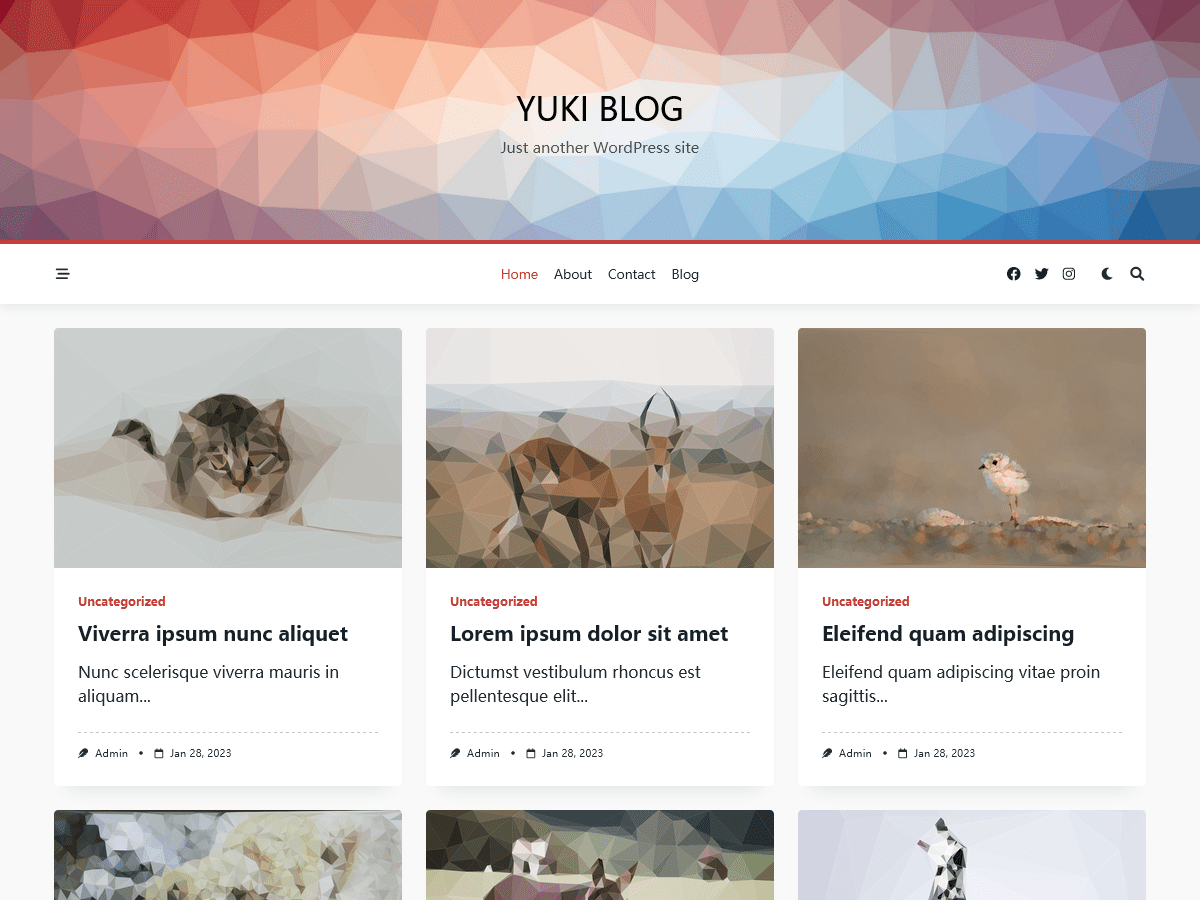 YUKI BLOG
Just another WordPress site
Home About Contact Blog
Uncategorized
Viverra ipsum nunc aliquet
Nunc scelerisque viverra mauris in
aliquam...
Admin • Jan 28, 2023
Uncategorized
Lorem ipsum dolor sit amet
Dictumst vestibulum rhoncus est
pellentesque elit...
Admin • Jan 28, 2023
Uncategorized
Eleifend quam adipiscing
Eleifend quam adipiscing vitae proin
sagittis...
Admin • Jan 28, 2023